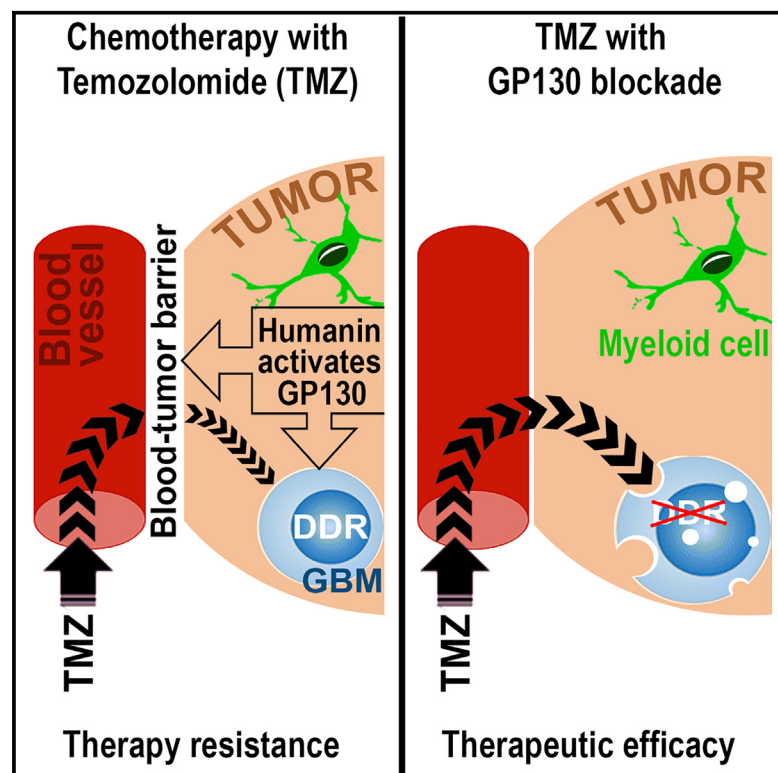 Chemotherapy with
Temozolomide (TMZ)
TUMOR
Blood
vessel
Blood-tumor barrier
Humanin
activates
GP130
DDR
GBM
TMZ
Therapy resistance
TMZ with
GP130 blockade
TUMOR
Myeloid cell
DDR
TMZ
Therapeutic efficacy